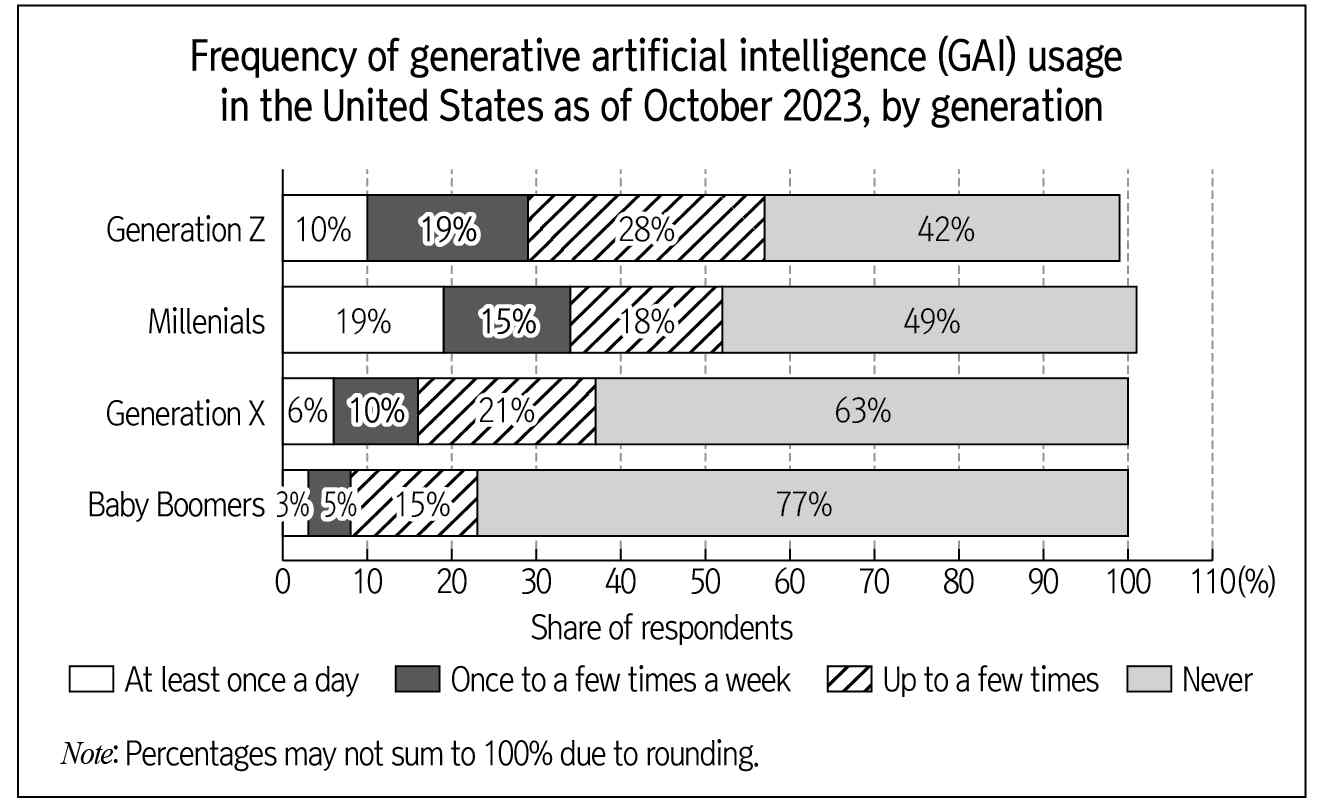 Frequency of generative artificial intelligence (GAI) usage
in the United States as of October 2023, by generation
Generation Z 10% 19% 28% 42%
Millenials 19% 15% 18% 49%
Generation X 6% 10% 21% 63%
Baby Boomers 3% 5% 15% 77%
0 10 20 30 40 50 60 70 80 90 100 110(%)
Share of respondents
At least once a day Once to a few times a week Up to a few times Never
Note: Percentages may not sum to 100% due to rounding.